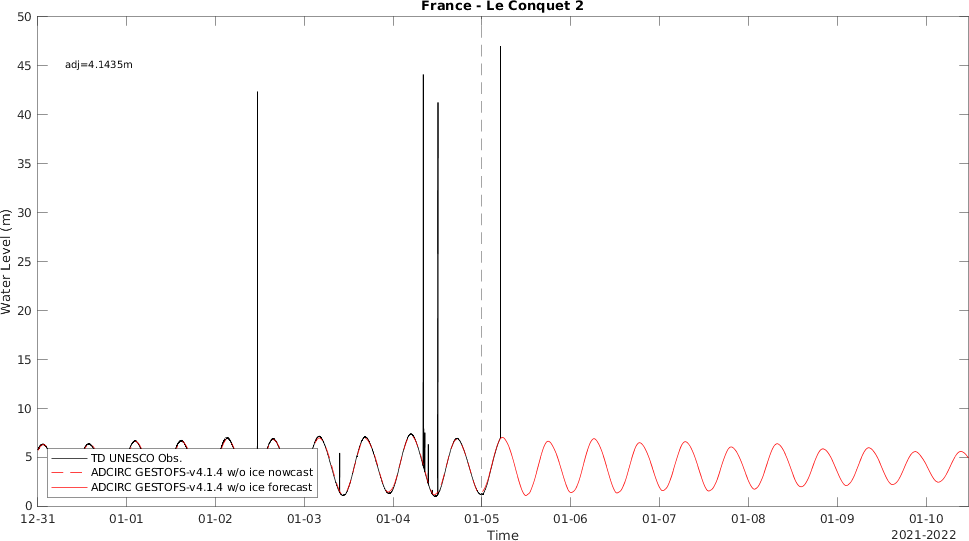 France - Le Conquet 2
50
45
40
35
30
25
20
15
10
5
0
Water Level (m)
adj=4.1435m
TD UNESCO Obs.
ADCIRC GESTOFS-v4.1.4 w/o ice nowcast
ADCIRC GESTOFS-v4.1.4 w/o ice forecast
12-31 01-01 01-02 01-03 01-04 01-05 01-06 01-07 01-08 01-09 01-10
Time
2021-2022